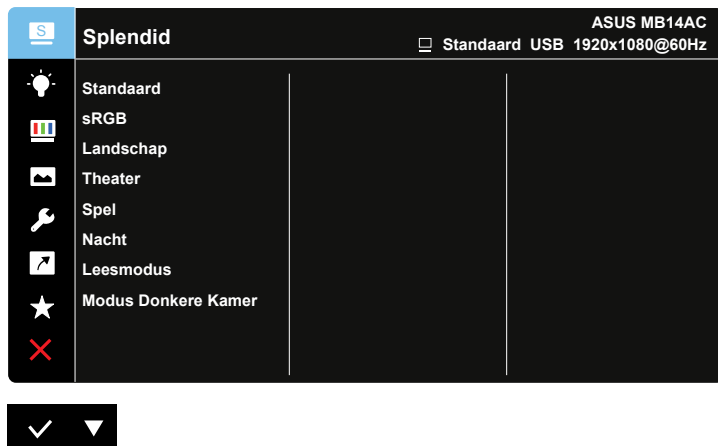 S
Splendid
ASUS MB14AC
Standaard USB 1920x1080@60Hz
Standaard
sRGB
Landschap
Theater
Spel
Nacht
Leesmodus
Modus Donkere Kamer